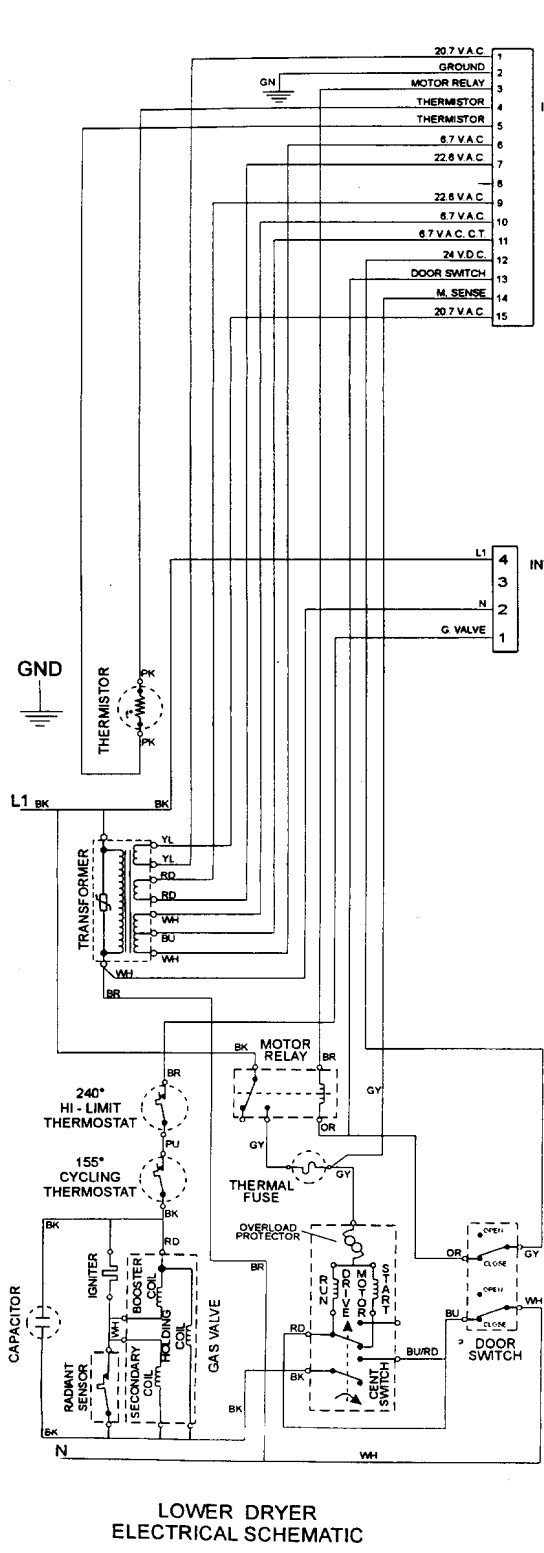 20.7 V.A.C. 1
GROUND 2
GN
MOTOR RELAY 3
THERMISTOR 4
THERMISTOR 5
6.7 V.A.C 6
22.6 V.A.C. 7
8
22.6 V.A.C 9
6.7 V.A.C. 10
6.7 V.A.C. C.T. 11
24 V.D.C. 12
DOOR SWITCH 13
M. SENSE 14
20.7 V.A.C. 15
L1 4
IN
3
N 2
G. VALVE 1
GND
THERMISTOR
PK
t°
PK
L1 BK BK
TRANSFORMER
YL
YL
RD
RD
WH
BU
WH
WH
BR
MOTOR
RELAY
BK
BR
OR
GY
GY
BR
240°
HI - LIMIT
THERMOSTAT
PU
155°
CYCLING
THERMOSTAT
BK
THERMAL
FUSE
GY
BK
RD
CAPACITOR
IGNITER
WH
RADIANT
SENSOR
BOOSTER
COIL
HOLDING
COIL
SECONDARY
COIL
GAS VALVE
BR
OVERLOAD
PROTECTOR
RUN
DRIVE
MOTOR
START
RD
BK
BU/RD
CENT
SWITCH
OPEN
OR
CLOSE
GY
OPEN
BU
CLOSE
WH
DOOR
SWITCH
BK
BK
N
WH
LOWER DRYER
ELECTRICAL SCHEMATIC